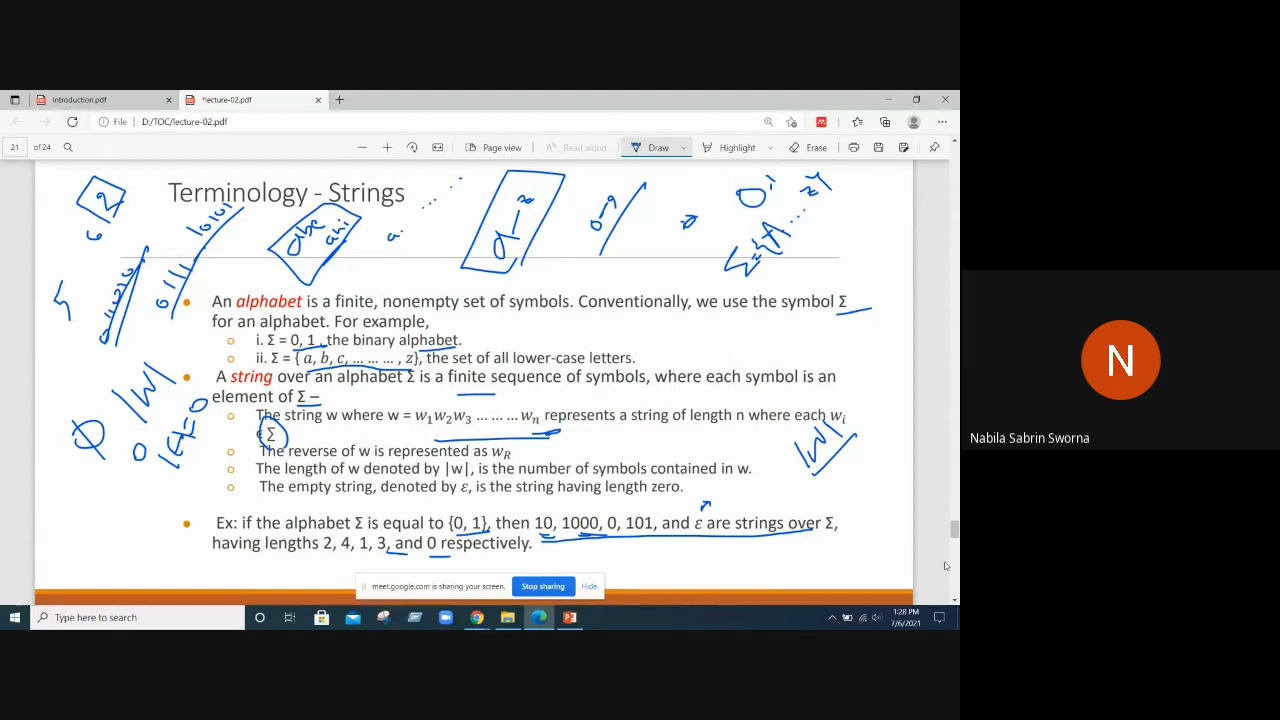 Introduction.pdf
*lecture-02.pdf
File
D:/TOC/lecture-02.pdf
21 of 24
Page view
Read aloud
Draw
Highlight
Erase
2
Terminology - Strings
10101
abc
a
a-z
0-9
An alphabet is a finite, nonempty set of symbols. Conventionally, we use the symbol Σ
for an alphabet. For example,
i. Σ = 0, 1 , the binary alphabet.
ii. Σ = { a, b, c, … … … , z}, the set of all lower-case letters.
A string over an alphabet Σ is a finite sequence of symbols, where each symbol is an
element of Σ –
|W|
|ε|=0
0
The string w where w = w₁w₂w₃ … … … wₙ represents a string of length n where each wᵢ
∈ Σ
|W|
The reverse of w is represented as w_R
The length of w denoted by |w|, is the number of symbols contained in w.
The empty string, denoted by ε, is the string having length zero.
Ex: if the alphabet Σ is equal to {0, 1}, then 10, 1000, 0, 101, and ε are strings over Σ,
having lengths 2, 4, 1, 3, and 0 respectively.
meet.google.com is sharing your screen.
Stop sharing
Hide
Type here to search
1:28 PM
7/6/2021
N
Nabila Sabrin Sworna